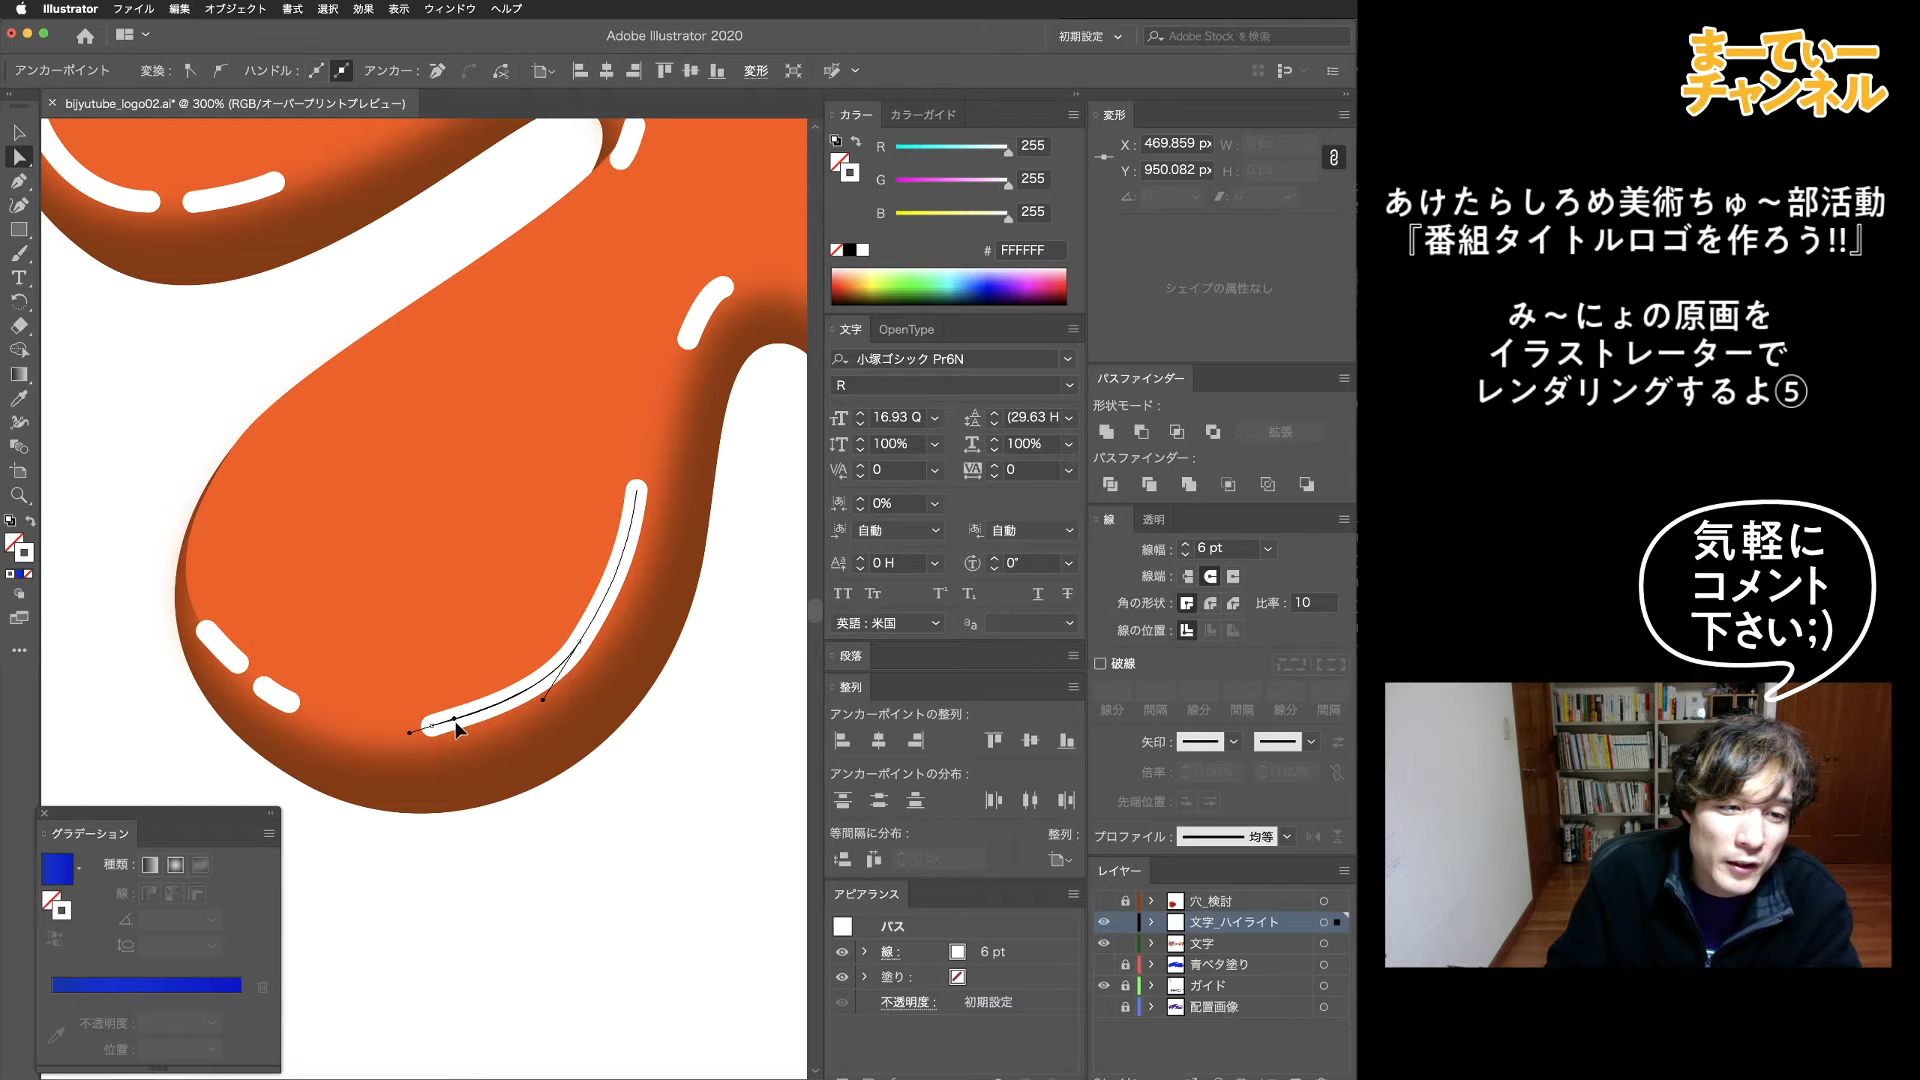 Illustrator ファイル 編集 オブジェクト 書式 選択 効果 表示 ウィンドウ ヘルプ
Adobe Illustrator 2020
初期設定
Adobe Stock を検索
アンカーポイント 変換: ハンドル: アンカー: 変形
× bijyutube_logo02.ai* @ 300% (RGB/オーバープリントプレビュー)
カラー カラーガイド
R 255
G 255
B 255
# FFFFFF
文字 OpenType
小塚ゴシック Pr6N
R
16.93 Q (29.63 H
100% 100%
0 0
0%
自動 自動
0 H 0°
英語: 米国
段落
整列
アンカーポイントの整列:
アンカーポイントの分布:
等間隔に分布: 整列:
0 px
アピアランス
パス
線: 6 pt
塗り:
不透明度: 初期設定
変形
X: 469.859 px W: 0 px
Y: 950.082 px H: 0 px
シェイプの属性なし
パスファインダー
形状モード:
拡張
パスファインダー:
線 透明
線幅: 6 pt
線端:
角の形状: 比率: 10
線の位置:
破線
線分 間隔 線分 間隔 線分 間隔
矢印:
倍率: 100% 100%
先端位置:
プロファイル: 均等
レイヤー
穴_検討
文字_ハイライト
文字
青ベタ塗り
ガイド
配置画像
グラデーション
種類:
線:
不透明度:
位置:
まーてぃー
チャンネル
あけたらしろめ美術ちゅ～部活動
『番組タイトルロゴを作ろう!!』
み～にょの原画を
イラストレーターで
レンダリングするよ⑤
気軽に
コメント
下さい;)